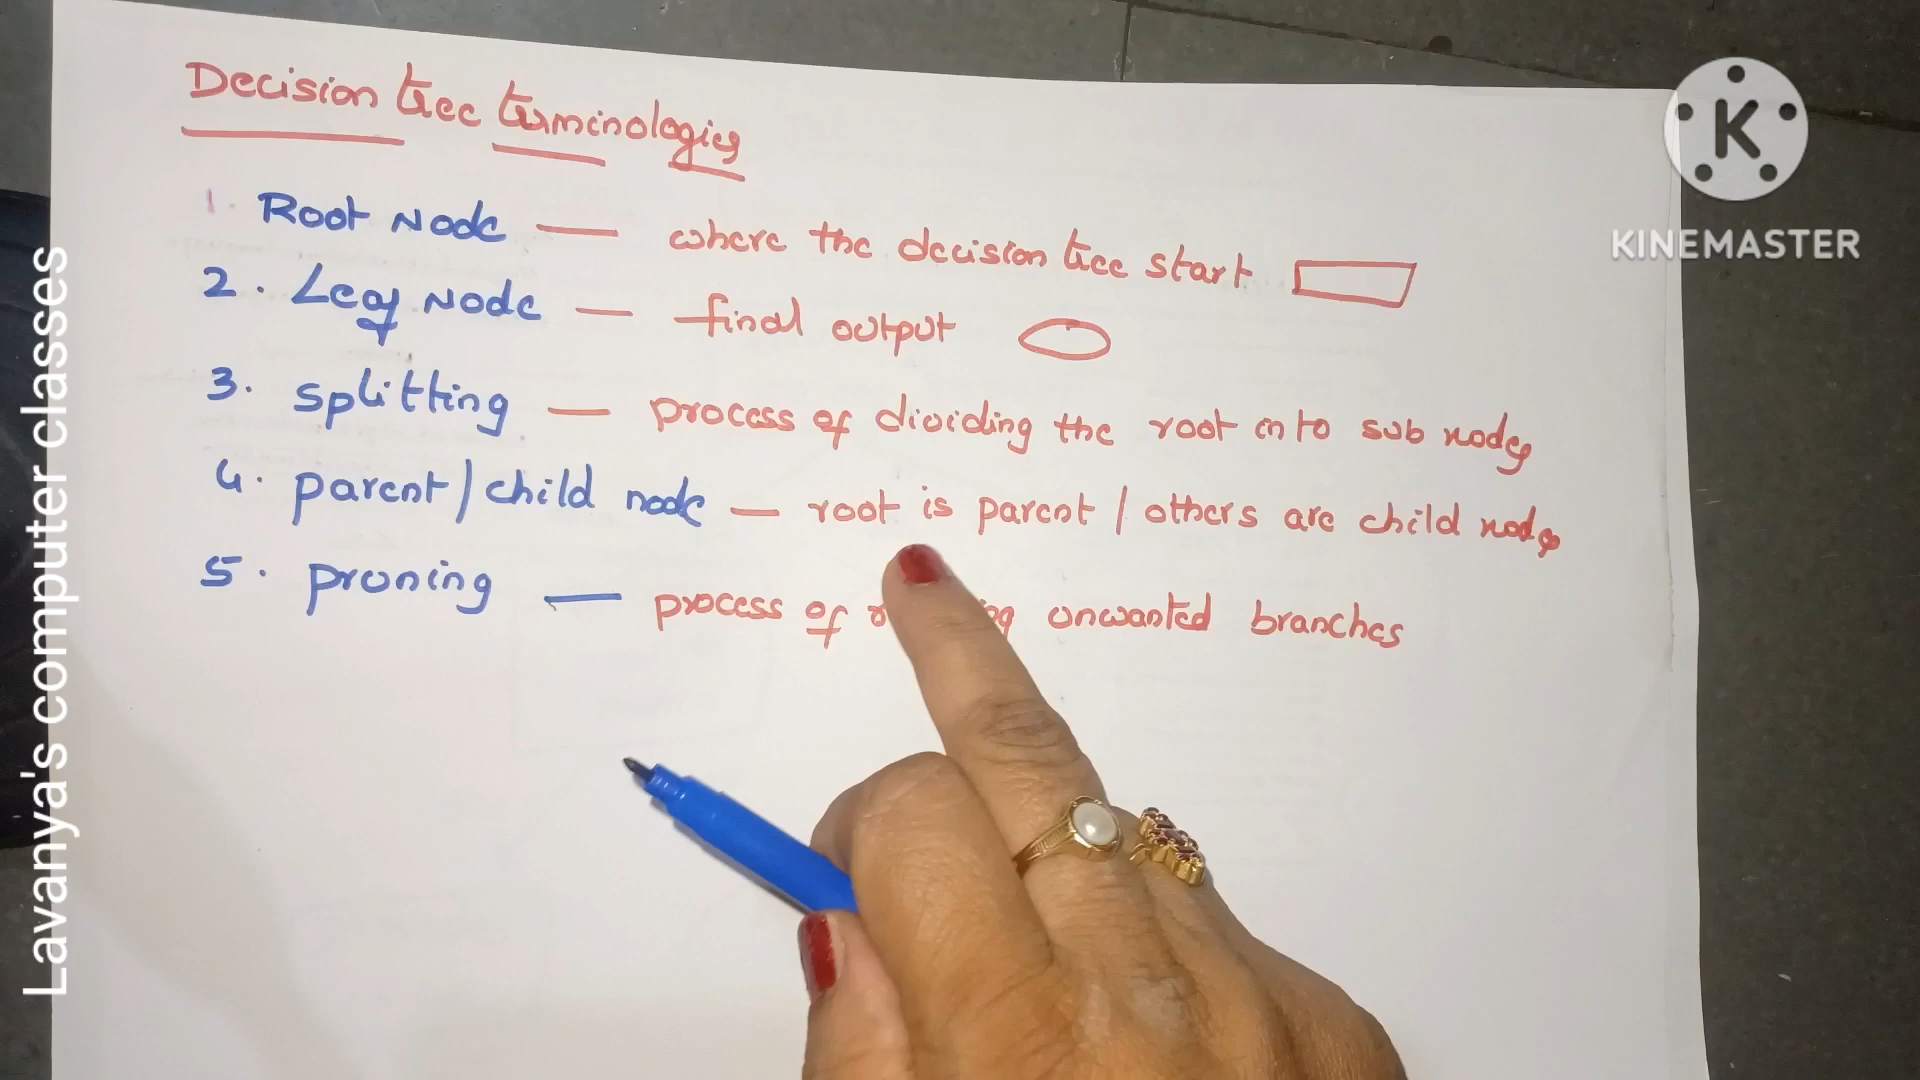 Decision tree terminologies
1. Root Node — where the decision tree start
2. Leaf Node — final output
3. splitting — process of dividing the root into sub nodes
4. parent/child node — root is parent / others are child nodes
5. pruning — process of unwanted branches
K
KINEMASTER
Lavanya's computer classes